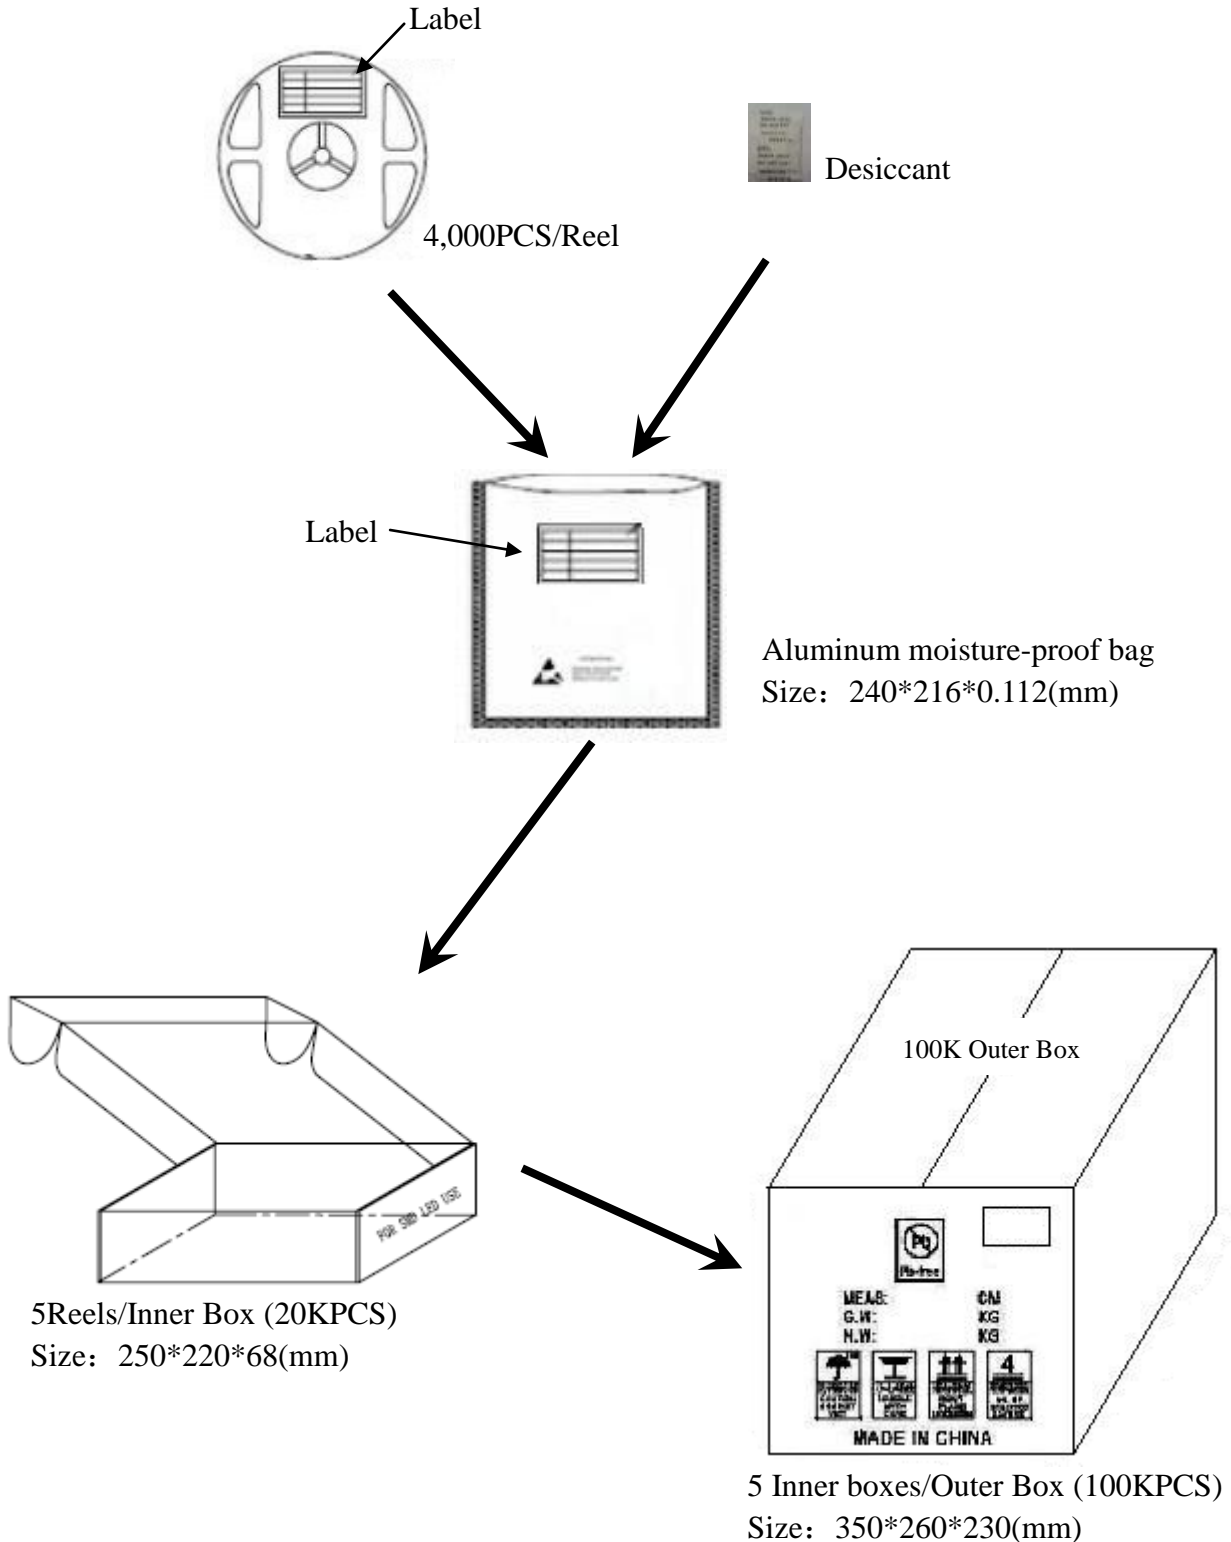 Label
Desiccant
4,000PCS/Reel
Label
Aluminum moisture-proof bag
Size：240*216*0.112(mm)
100K Outer Box
FOR SMD LED USE
Pb
Pb-free
MEAS: CM
G.W: KG
N.W: KG
4
MADE IN CHINA
5Reels/Inner Box (20KPCS)
Size：250*220*68(mm)
5 Inner boxes/Outer Box (100KPCS)
Size：350*260*230(mm)